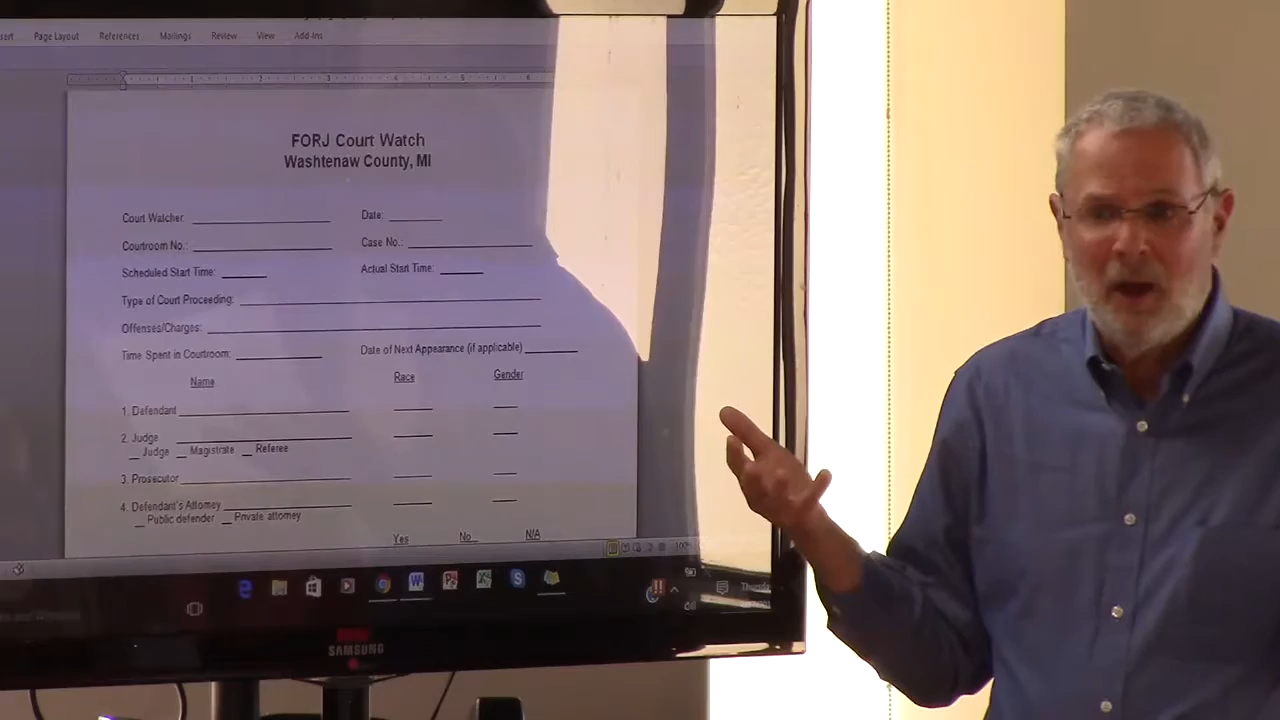 sert Page Layout References Mailings Review View Add-Ins
FORJ Court Watch
Washtenaw County, MI
Court Watcher Date:
Courtroom No.: Case No.:
Scheduled Start Time: Actual Start Time:
Type of Court Proceeding:
Offenses/Charges:
Time Spent in Courtroom: Date of Next Appearance (if applicable)
Name Race Gender
1. Defendant
2. Judge
Judge Magistrate Referee
3. Prosecutor
4. Defendant's Attorney
Public defender Private attorney
Yes No N/A
SAMSUNG